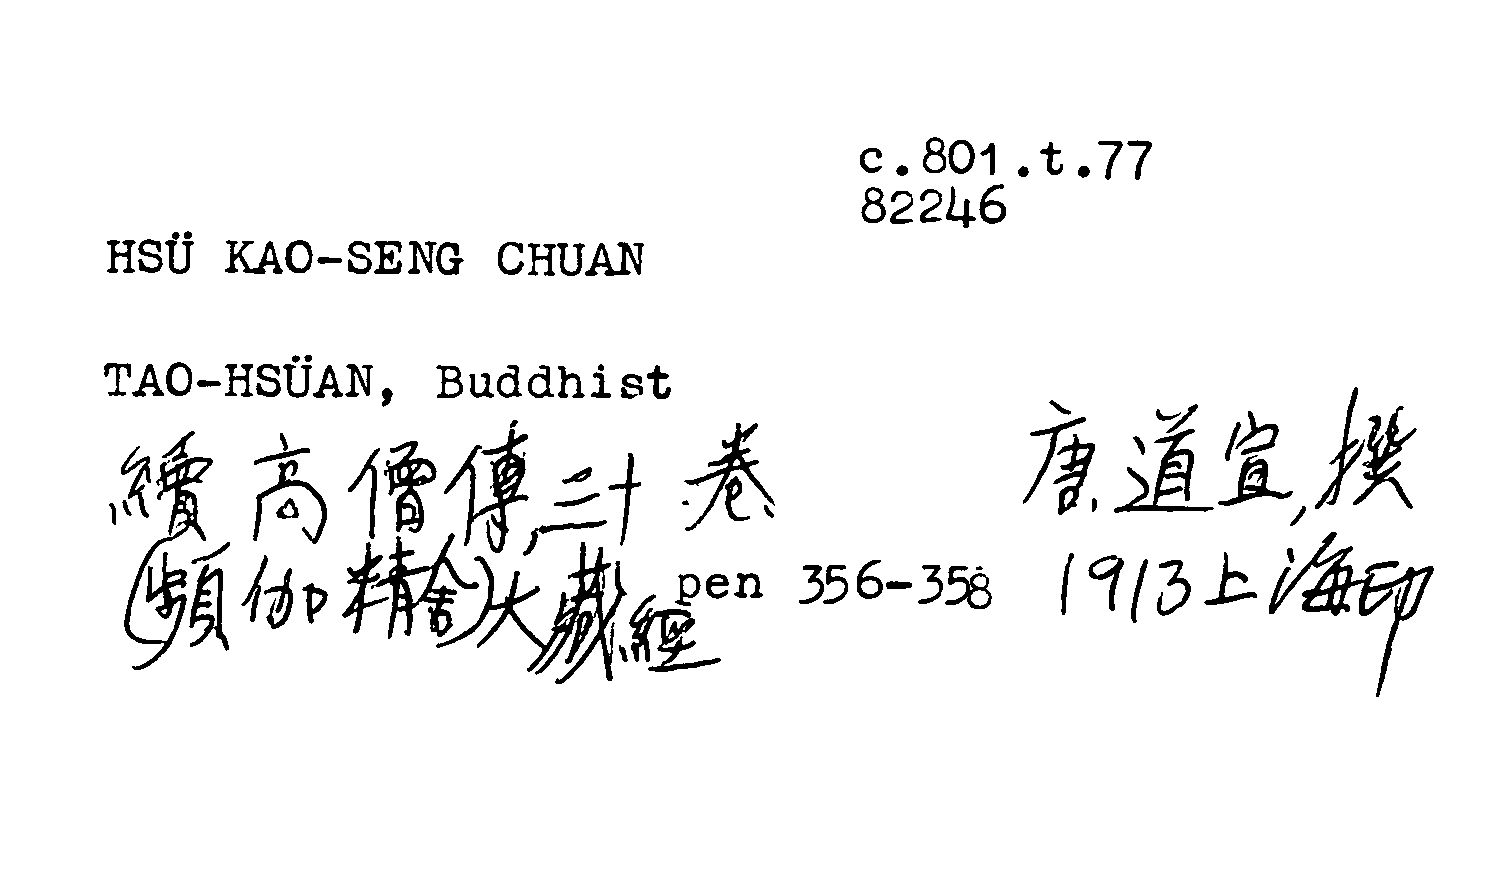 c.801.t.77
82246
HSÜ KAO-SENG CHUAN
TAO-HSÜAN, Buddhist
續高僧傳,三十卷 唐道宣,撰
(頻伽精舍)大藏經 pen 356-358 1913上海印